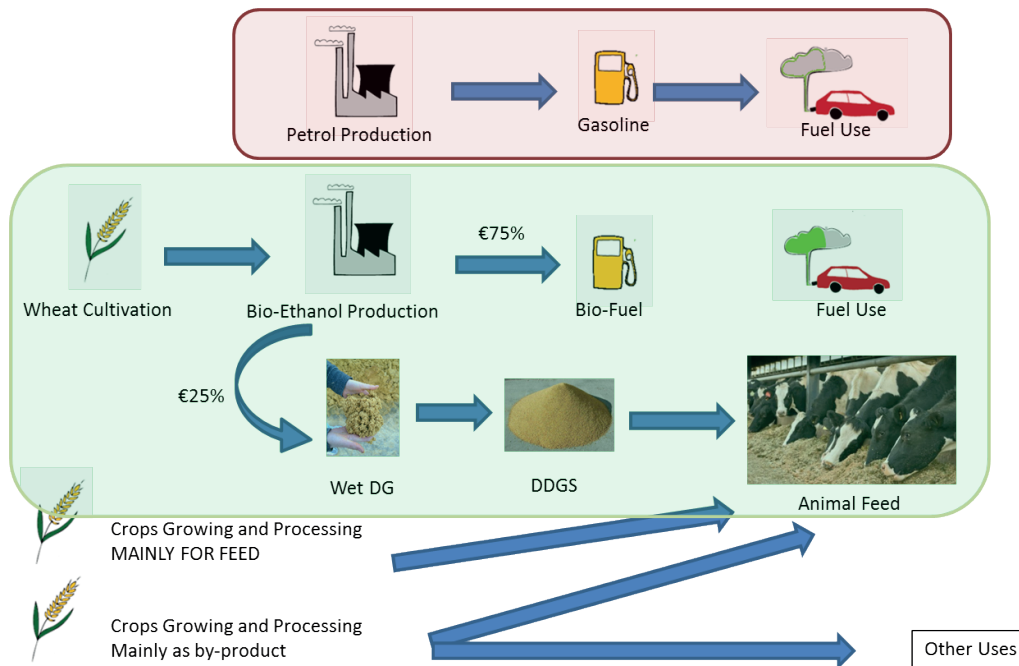 Petrol Production
Gasoline
Fuel Use
€75%
Wheat Cultivation
Bio-Ethanol Production
Bio-Fuel
Fuel Use
€25%
Wet DG
DDGS
Animal Feed
Crops Growing and Processing
MAINLY FOR FEED
Crops Growing and Processing
Mainly as by-product
Other Uses